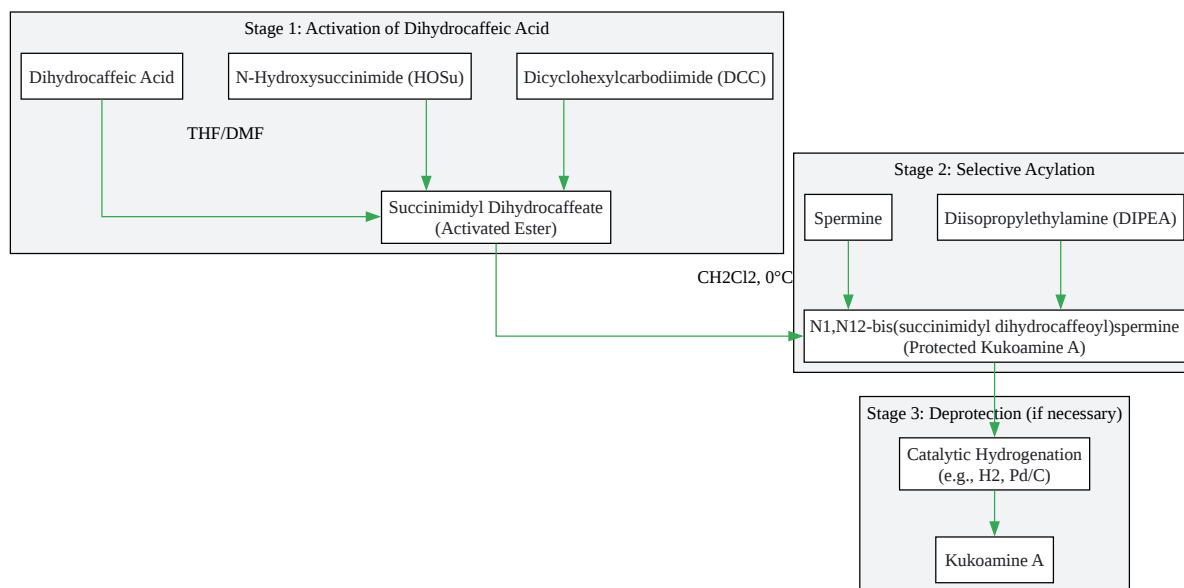 Stage 1: Activation of Dihydrocaffeic Acid
Dihydrocaffeic Acid
N-Hydroxysuccinimide (HOSu)
Dicyclohexylcarbodiimide (DCC)
THF/DMF
Succinimidyl Dihydrocaffeate
(Activated Ester)
Stage 2: Selective Acylation
Spermine
Diisopropylethylamine (DIPEA)
CH2Cl2, 0°C
N1,N12-bis(succinimidyl dihydrocaffeoyl)spermine
(Protected Kukoamine A)
Stage 3: Deprotection (if necessary)
Catalytic Hydrogenation
(e.g., H2, Pd/C)
Kukoamine A